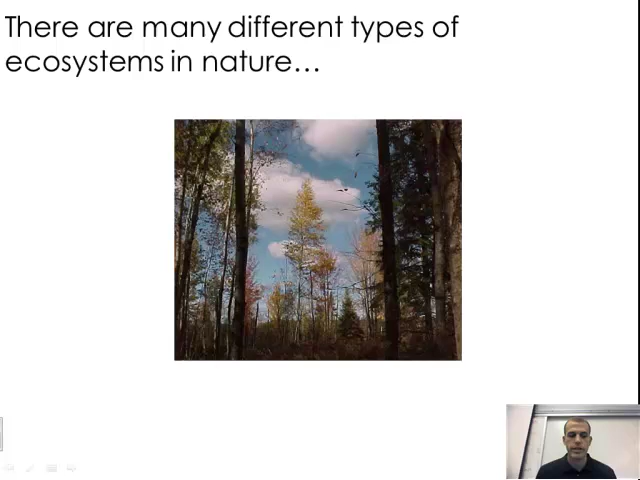 There are many different types of
ecosystems in nature…